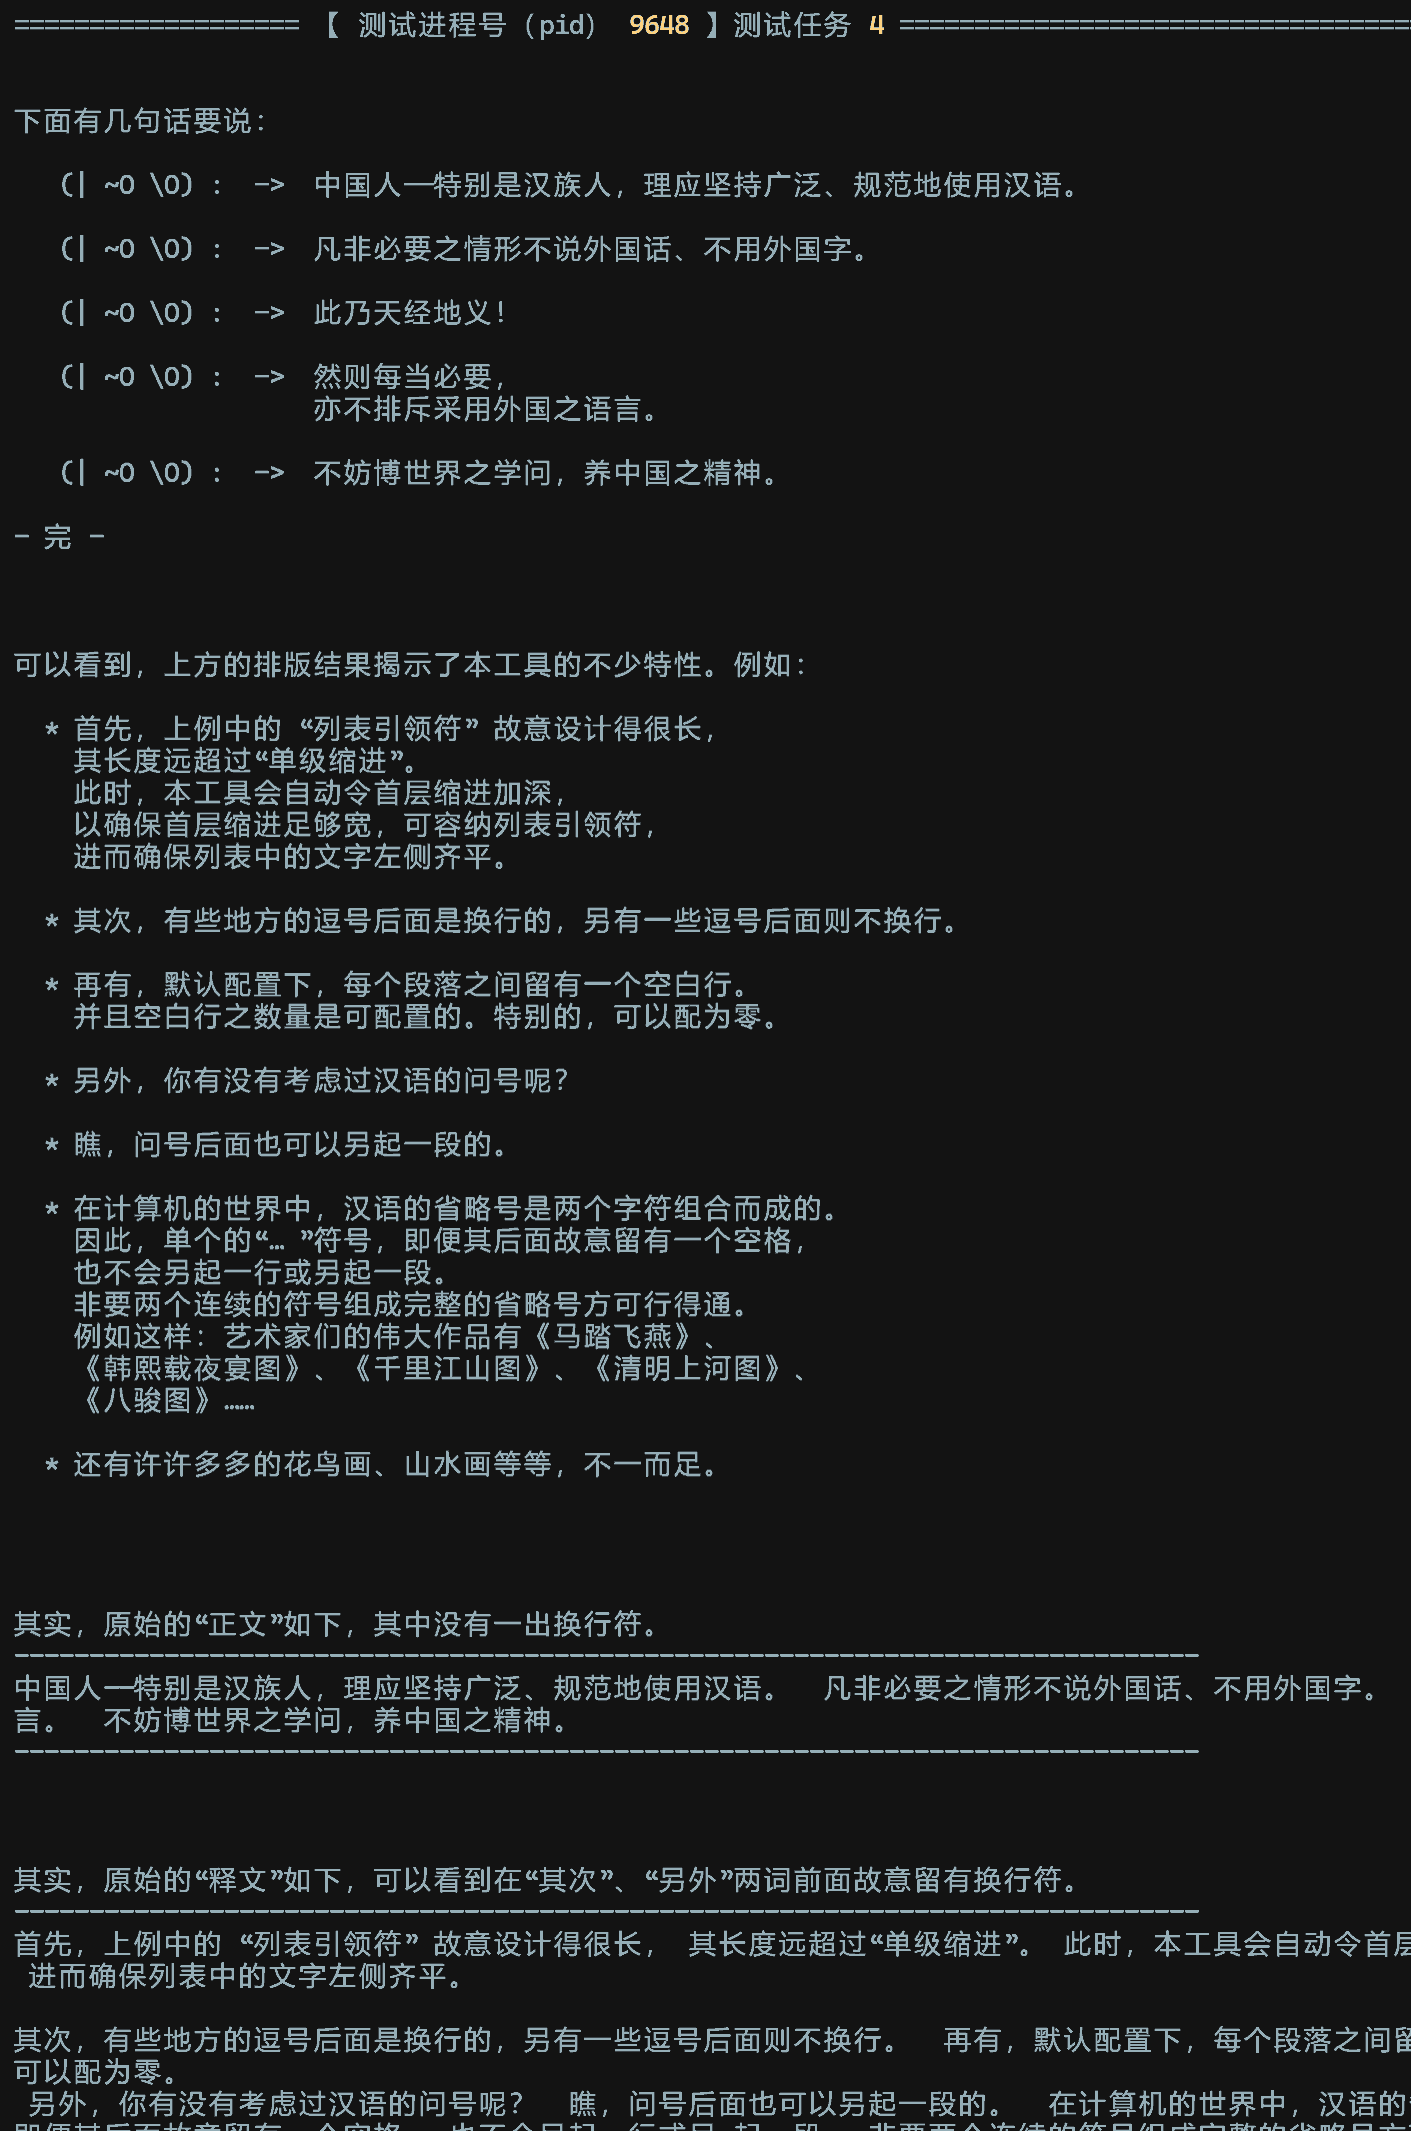 =================== 【 测试进程号（pid） 9648 】测试任务 4 ==================================
下面有几句话要说：
(| ~O \O) :  -> 中国人——特别是汉族人，理应坚持广泛、规范地使用汉语。
(| ~O \O) :  -> 凡非必要之情形不说外国话、不用外国字。
(| ~O \O) :  -> 此乃天经地义！
(| ~O \O) :  -> 然则每当必要，
亦不排斥采用外国之语言。
(| ~O \O) :  -> 不妨博世界之学问，养中国之精神。
- 完 -
可以看到，上方的排版结果揭示了本工具的不少特性。例如：
* 首先，上例中的 “列表引领符” 故意设计得很长，
其长度远超过“单级缩进”。
此时，本工具会自动令首层缩进加深，
以确保首层缩进足够宽，可容纳列表引领符，
进而确保列表中的文字左侧齐平。
* 其次，有些地方的逗号后面是换行的，另有一些逗号后面则不换行。
* 再有，默认配置下，每个段落之间留有一个空白行。
并且空白行之数量是可配置的。特别的，可以配为零。
* 另外，你有没有考虑过汉语的问号呢？
* 瞧，问号后面也可以另起一段的。
* 在计算机的世界中，汉语的省略号是两个字符组合而成的。
因此，单个的“… ”符号，即便其后面故意留有一个空格，
也不会另起一行或另起一段。
非要两个连续的符号组成完整的省略号方可行得通。
例如这样：艺术家们的伟大作品有《马踏飞燕》、
《韩熙载夜宴图》、《千里江山图》、《清明上河图》、
《八骏图》……
* 还有许许多多的花鸟画、山水画等等，不一而足。
其实，原始的“正文”如下，其中没有一出换行符。
-------------------------------------------------------------------------------
中国人——特别是汉族人，理应坚持广泛、规范地使用汉语。  凡非必要之情形不说外国话、不用外国字。
言。  不妨博世界之学问，养中国之精神。
-------------------------------------------------------------------------------
其实，原始的“释文”如下，可以看到在“其次”、“另外”两词前面故意留有换行符。
-------------------------------------------------------------------------------
首先，上例中的 “列表引领符” 故意设计得很长， 其长度远超过“单级缩进”。 此时，本工具会自动令首层
进而确保列表中的文字左侧齐平。
其次，有些地方的逗号后面是换行的，另有一些逗号后面则不换行。  再有，默认配置下，每个段落之间留
可以配为零。
另外，你有没有考虑过汉语的问号呢？  瞧，问号后面也可以另起一段的。  在计算机的世界中，汉语的